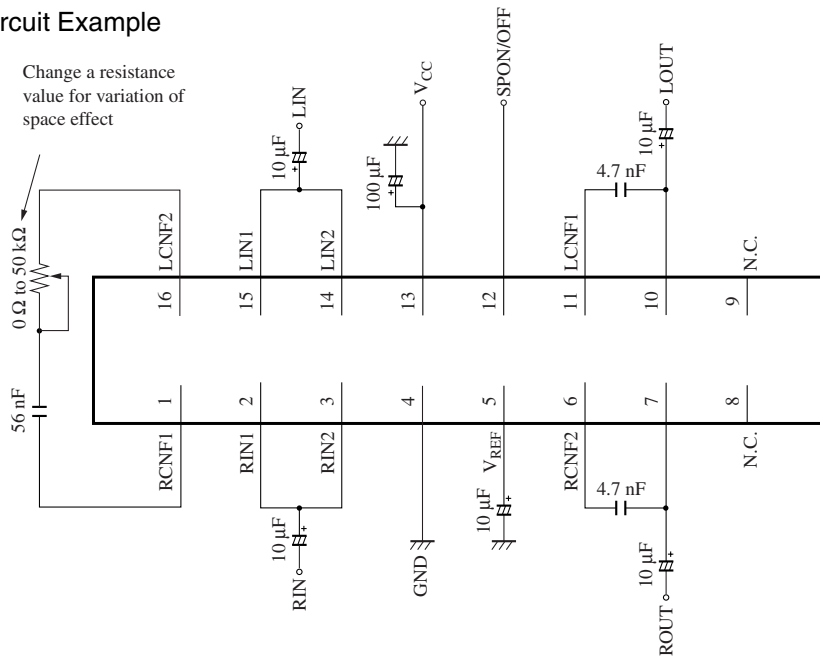 rcuit Example
Change a resistance
value for variation of
space effect
0 Ω to 50 kΩ
56 nF
LIN
10 µF
+
VCC
100 µF
+
SPON/OFF
LOUT
10 µF
+
4.7 nF
LCNF2
LIN1
LIN2
LCNF1
N.C.
16
15
14
13
12
11
10
9
1
2
3
4
5
6
7
8
RCNF1
RIN1
RIN2
VREF
RCNF2
N.C.
10 µF
+
RIN
GND
10 µF
+
4.7 nF
10 µF
+
ROUT